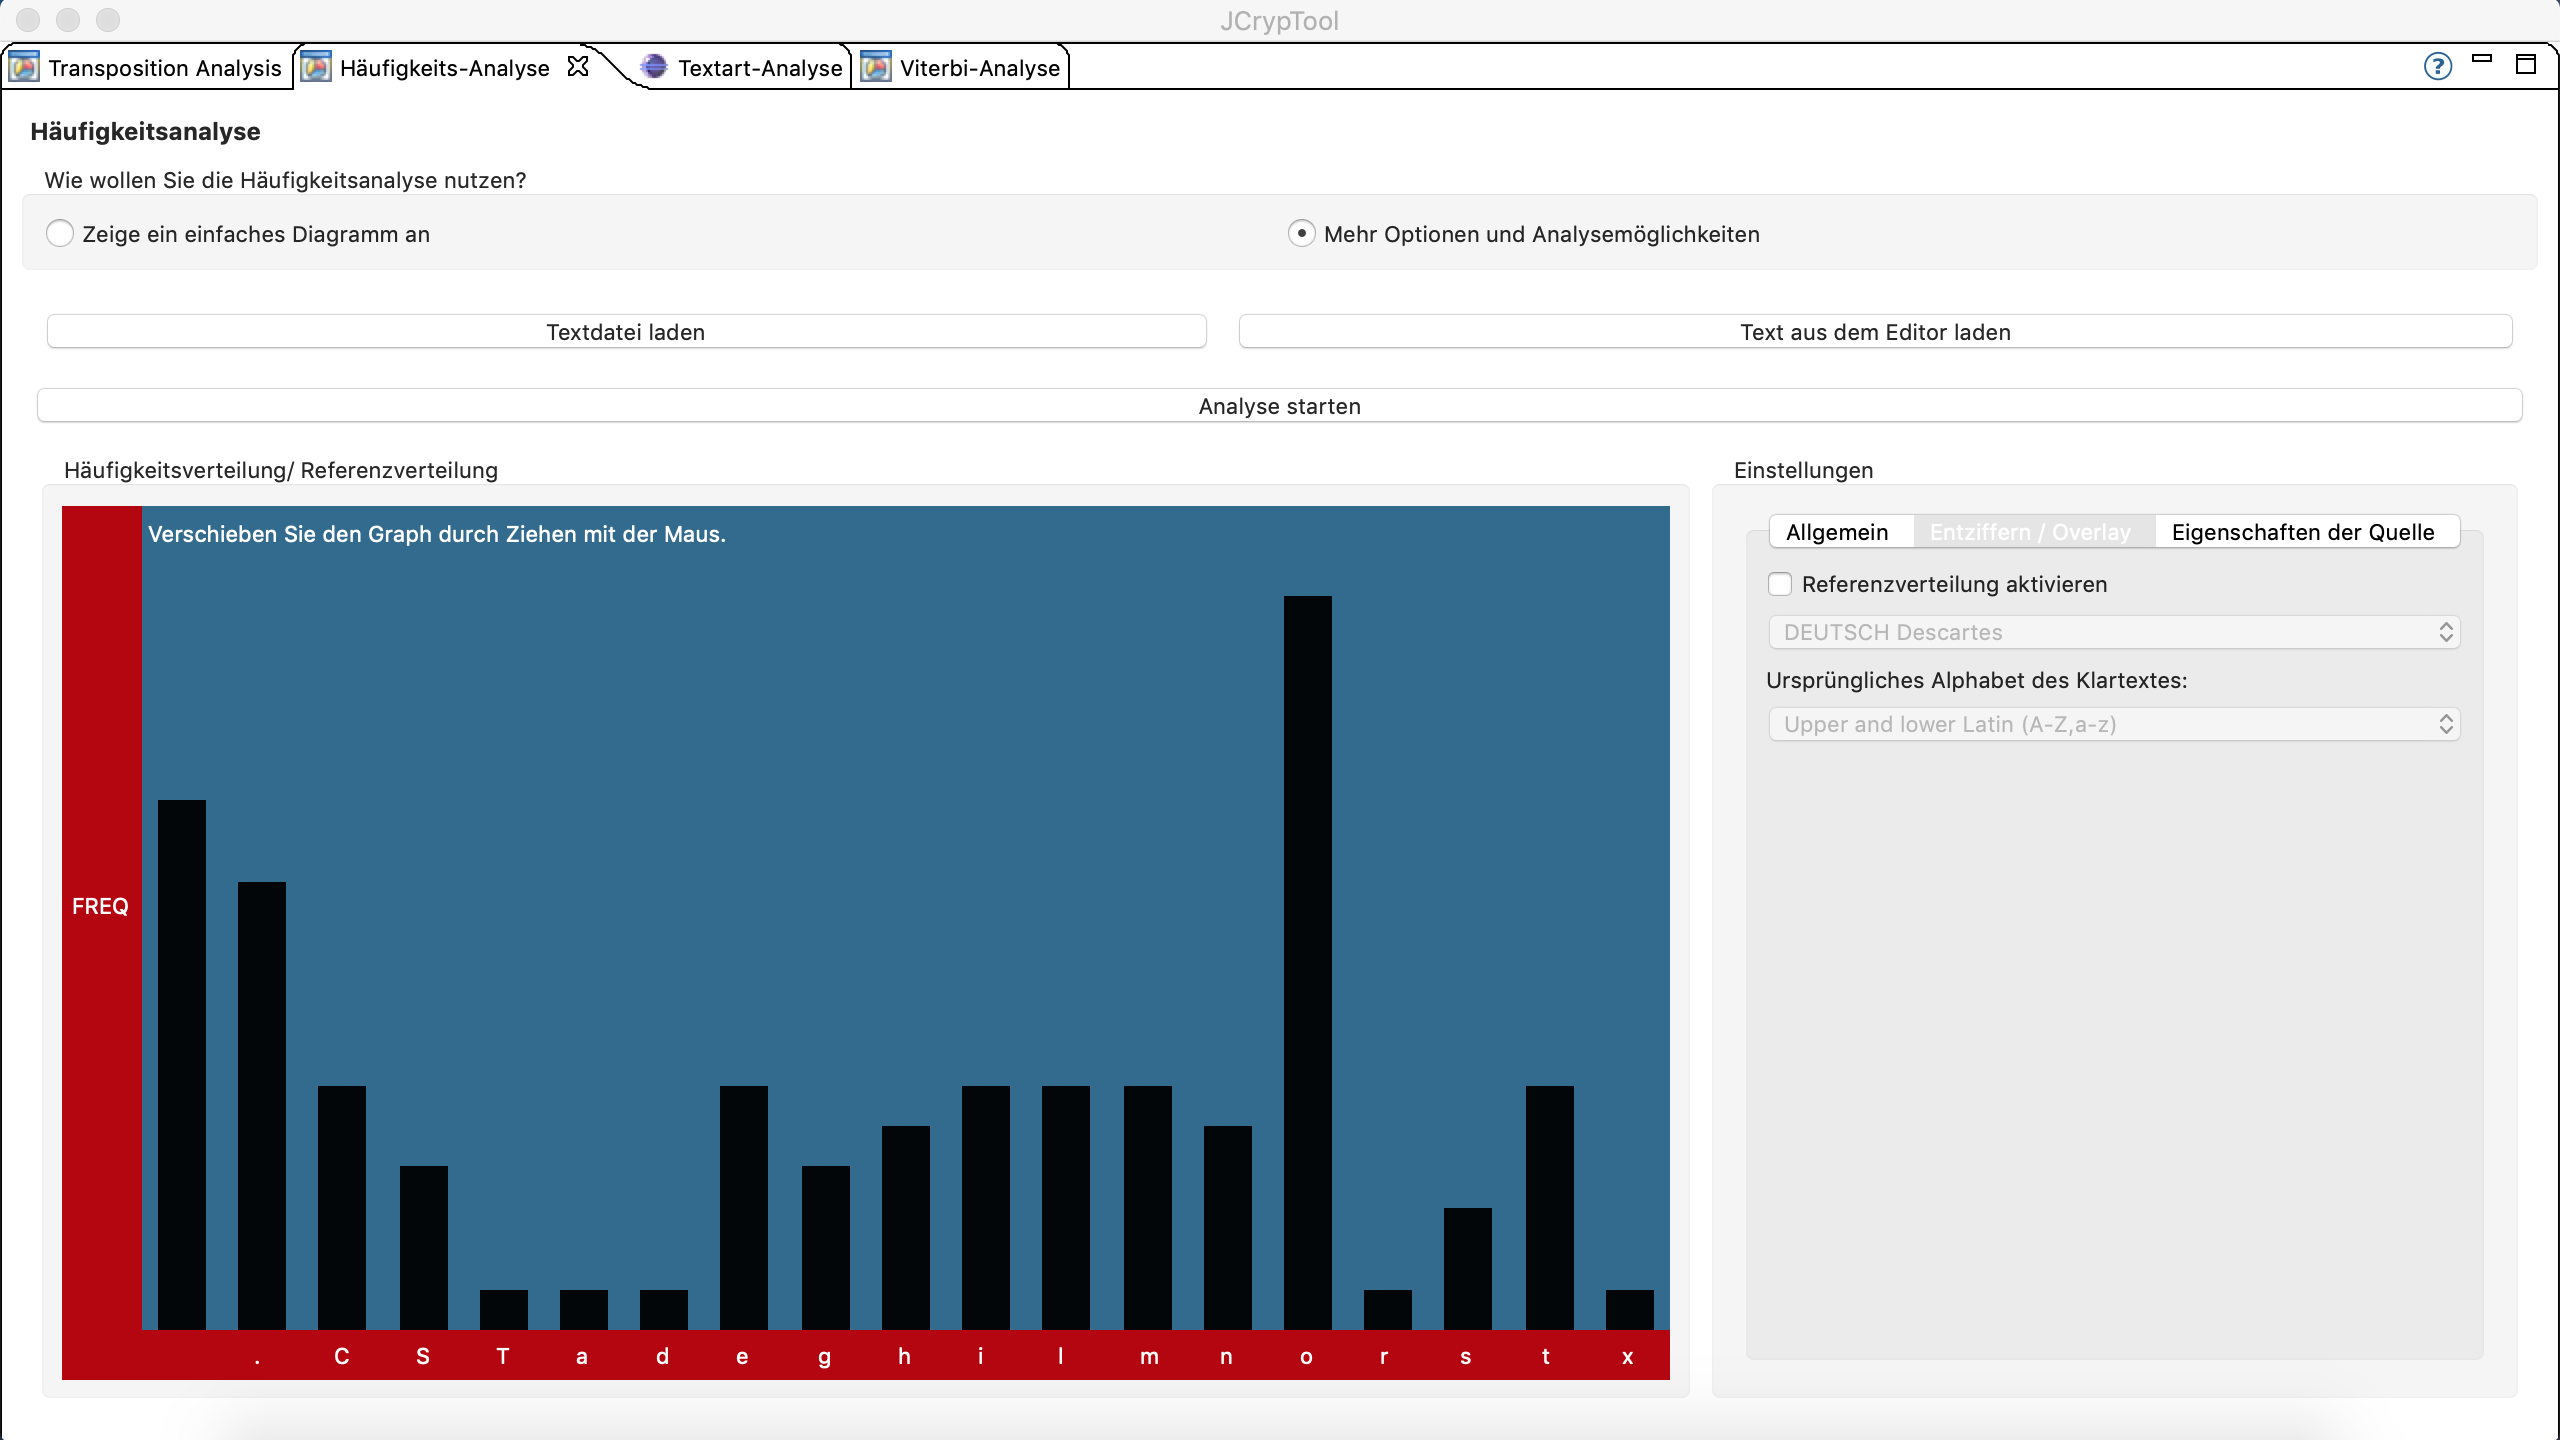 JCrypTool
Transposition Analysis Häufigkeits-Analyse Textart-Analyse Viterbi-Analyse ?
Häufigkeitsanalyse
Wie wollen Sie die Häufigkeitsanalyse nutzen?
Zeige ein einfaches Diagramm an Mehr Optionen und Analysemöglichkeiten
Textdatei laden Text aus dem Editor laden
Analyse starten
Häufigkeitsverteilung/ Referenzverteilung
Verschieben Sie den Graph durch Ziehen mit der Maus.
FREQ
. C S T a d e g h i l m n o r s t x
Einstellungen
Allgemein Entziffern / Overlay Eigenschaften der Quelle
Referenzverteilung aktivieren
DEUTSCH Descartes
Ursprüngliches Alphabet des Klartextes:
Upper and lower Latin (A-Z,a-z)